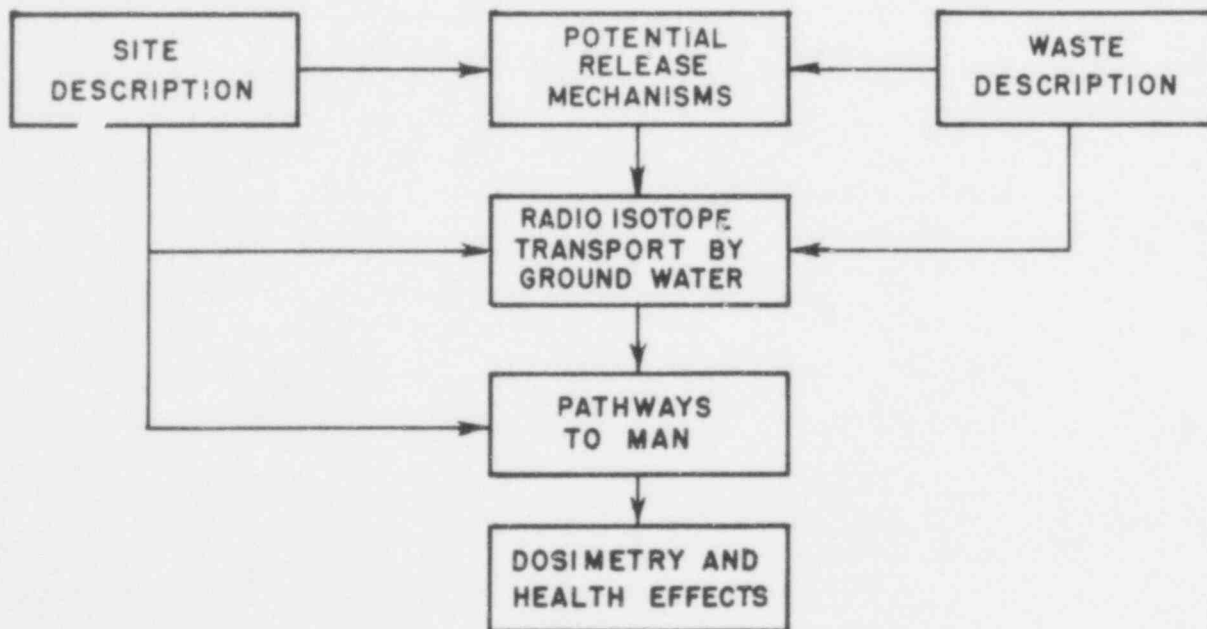 SITE
DESCRIPTION
POTENTIAL
RELEASE
MECHANISMS
WASTE
DESCRIPTION
RADIO ISOTOPE
TRANSPORT BY
GROUND WATER
PATHWAYS
TO MAN
DOSIMETRY AND
HEALTH EFFECTS